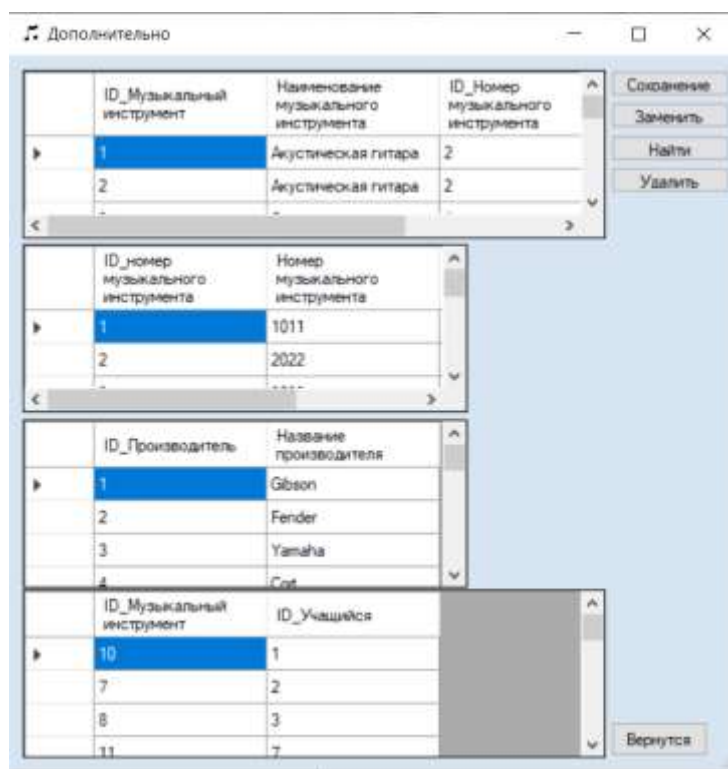 Дополнительно
ID_Музыкальный Наименование ID_Номер
инструмент музыкального музыкального
инструмента инструмента
1 Акустическая гитара 2
2 Акустическая гитара 2
Сохранение
Заменить
Найти
Удалить
ID_номер Номер
музыкального музыкального
инструмента инструмента
1 1011
2 2022
ID_Производитель Название
производителя
1 Gibson
2 Fender
3 Yamaha
4 Cort
ID_Музыкальный ID_Учащийся
инструмент
10 1
7 2
8 3
11 7
Вернутся